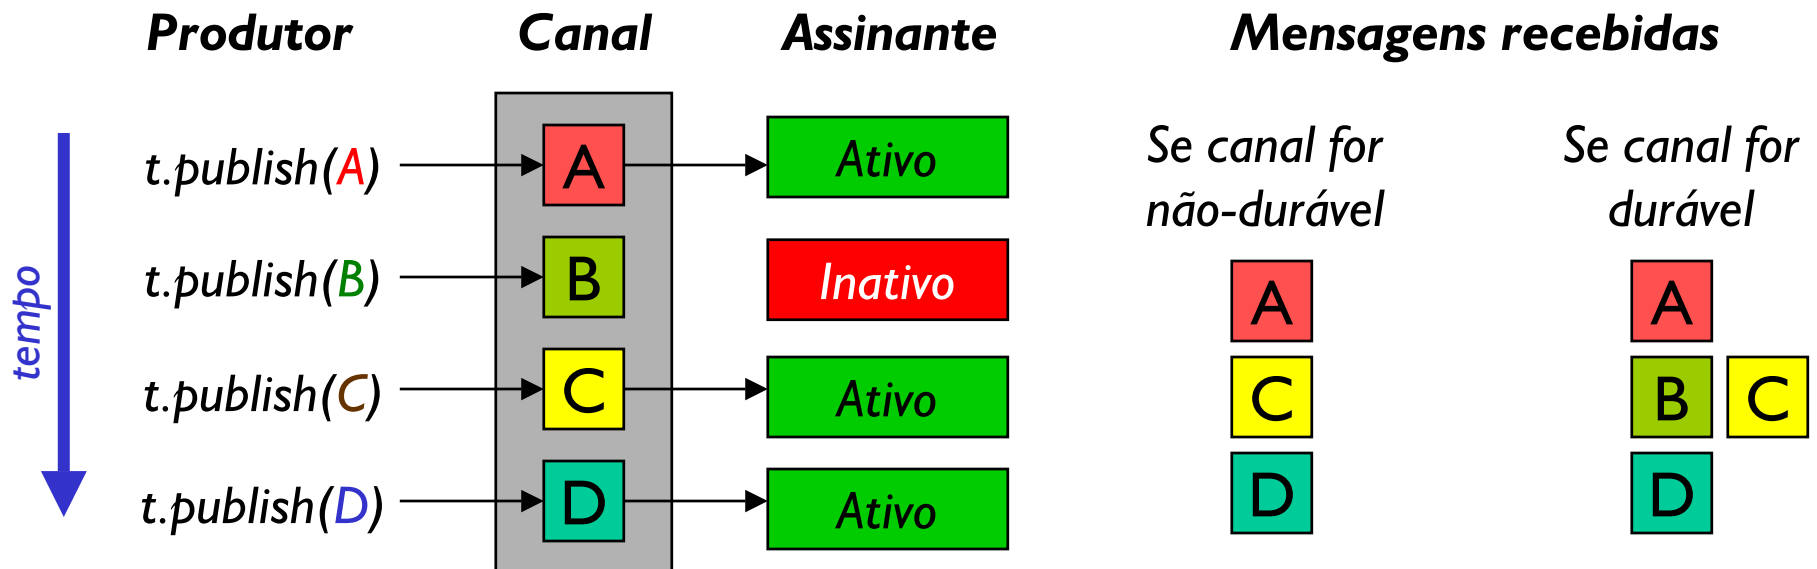 Produtor Canal Assinante Mensagens recebidas
tempo
t.publish(A) A Ativo
t.publish(B) B Inativo
t.publish(C) C Ativo
t.publish(D) D Ativo
Se canal for
não-durável
A
C
D
Se canal for
durável
A
B C
D